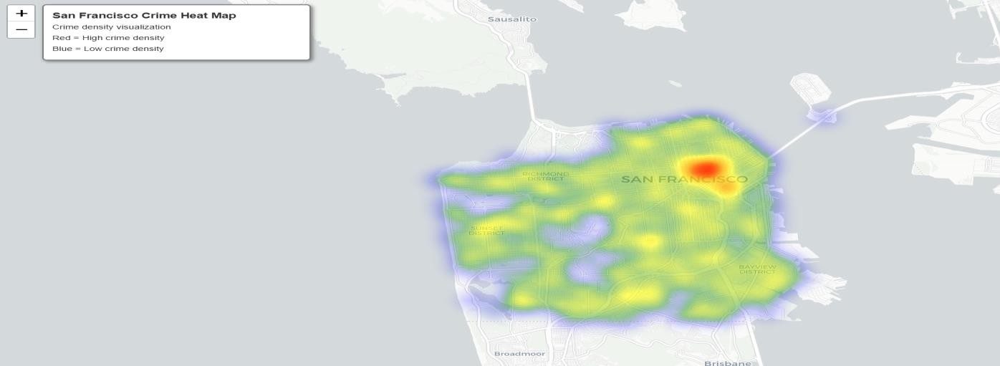 +
−
San Francisco Crime Heat Map
Crime density visualization
Red = High crime density
Blue = Low crime density
Sausalito
RICHMOND
DISTRICT
SAN FRANCISCO
SUNSET
DISTRICT
BAYVIEW
DISTRICT
Broadmoor
Brisbane